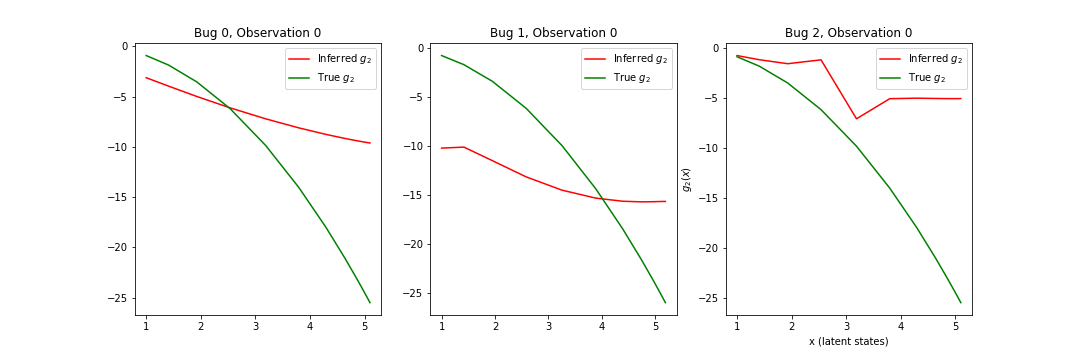 Bug 0, Observation 0
Inferred g₂
True g₂
0
−5
−10
−15
−20
−25
1 2 3 4 5
Bug 1, Observation 0
Inferred g₂
True g₂
0
−5
−10
−15
−20
−25
1 2 3 4 5
Bug 2, Observation 0
Inferred g₂
True g₂
g₂(x)
0
−5
−10
−15
−20
−25
1 2 3 4 5
x (latent states)